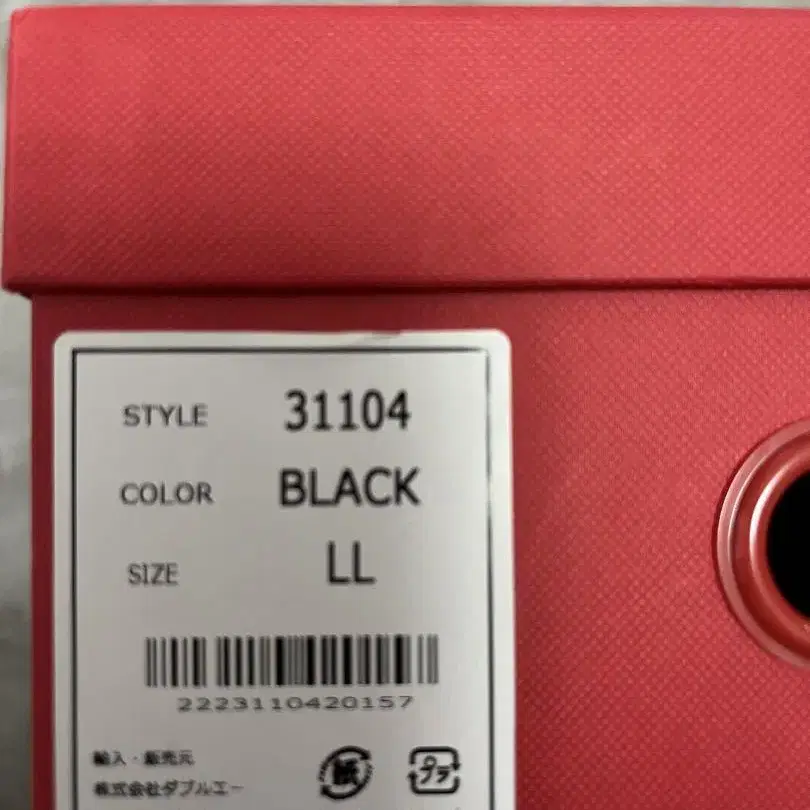 STYLE 31104
COLOR BLACK
SIZE LL
2223110420157
輸入・販売元
株式会社ダブルエー
紙 プラ